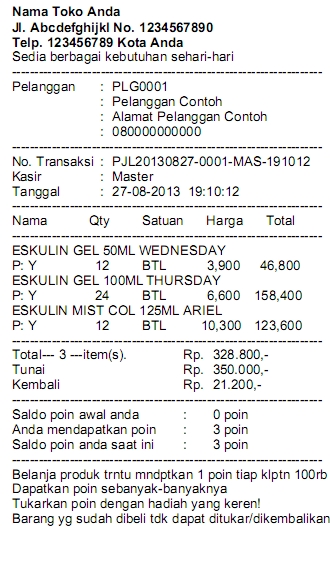 Nama Toko Anda
Jl. Abcdefghijkl No. 1234567890
Telp. 123456789 Kota Anda
Sedia berbagai kebutuhan sehari-hari
Pelanggan : PLG0001
: Pelanggan Contoh
: Alamat Pelanggan Contoh
: 080000000000
No. Transaksi : PJL20130827-0001-MAS-191012
Kasir : Master
Tanggal : 27-08-2013 19:10:12
Nama Qty Satuan Harga Total
ESKULIN GEL 50ML WEDNESDAY
P: Y 12 BTL 3,900 46,800
ESKULIN GEL 100ML THURSDAY
P: Y 24 BTL 6,600 158,400
ESKULIN MIST COL 125ML ARIEL
P: Y 12 BTL 10,300 123,600
Total--- 3 ---item(s). Rp. 328.800,-
Tunai Rp. 350.000,-
Kembali Rp. 21.200,-
Saldo poin awal anda : 0 poin
Anda mendapatkan poin : 3 poin
Saldo poin anda saat ini : 3 poin
Belanja produk trntu mndptkan 1 poin tiap klptn 100rb
Dapatkan poin sebanyak-banyaknya
Tukarkan poin dengan hadiah yang keren!
Barang yg sudah dibeli tdk dapat ditukar/dikembalikan